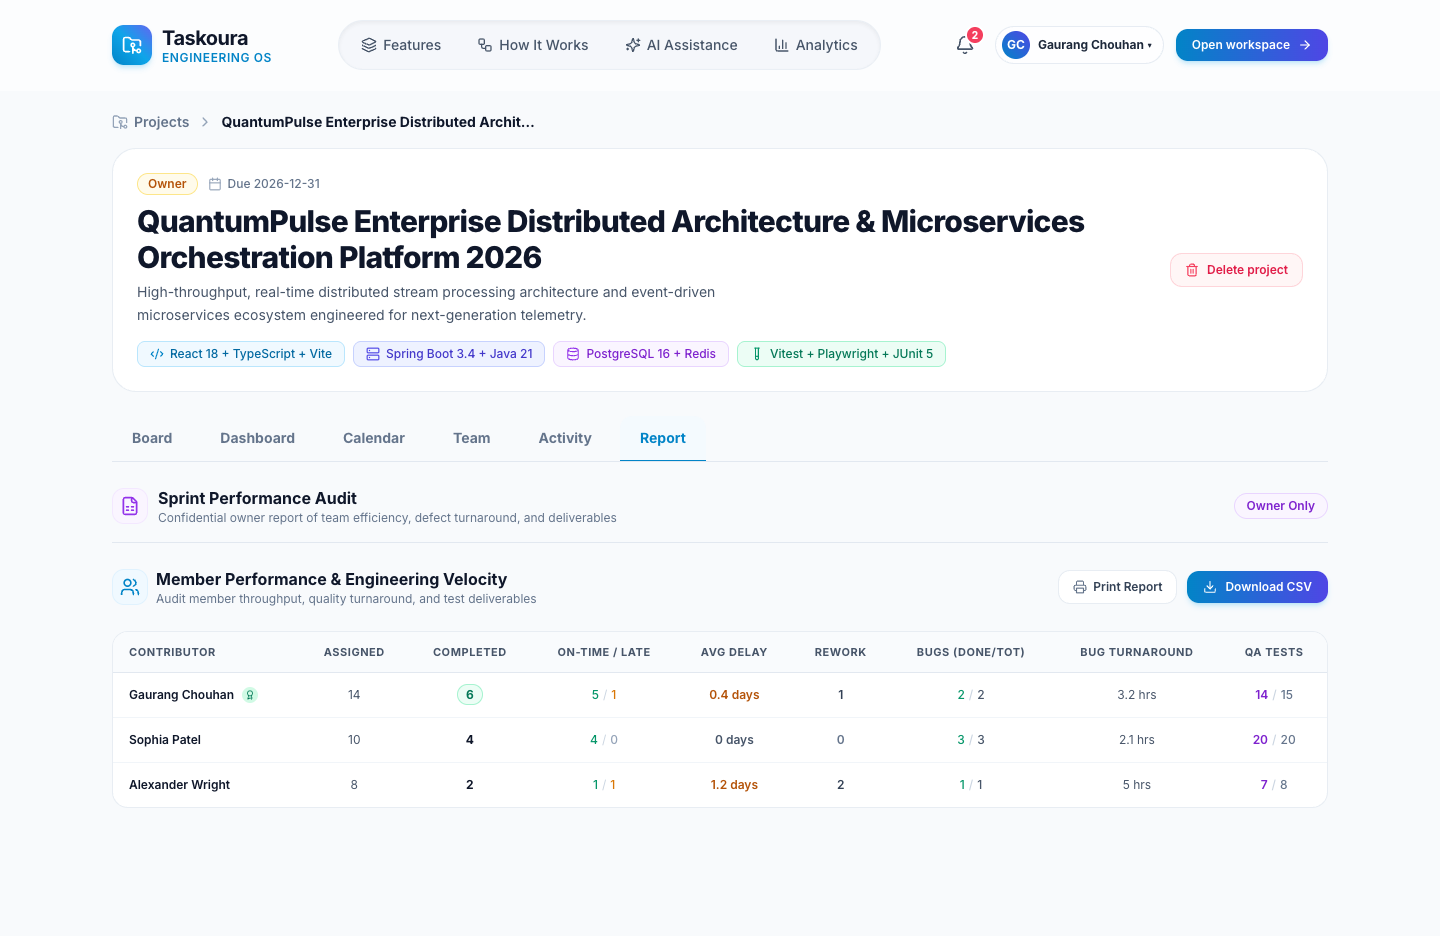 Taskoura
ENGINEERING OS
Features
How It Works
AI Assistance
Analytics
2
GC
Gaurang Chouhan
Open workspace
Projects
QuantumPulse Enterprise Distributed Archit...
Owner
Due 2026-12-31
QuantumPulse Enterprise Distributed Architecture & Microservices
Orchestration Platform 2026
High-throughput, real-time distributed stream processing architecture and event-driven
microservices ecosystem engineered for next-generation telemetry.
Delete project
React 18 + TypeScript + Vite
Spring Boot 3.4 + Java 21
PostgreSQL 16 + Redis
Vitest + Playwright + JUnit 5
Board
Dashboard
Calendar
Team
Activity
Report
Sprint Performance Audit
Confidential owner report of team efficiency, defect turnaround, and deliverables
Owner Only
Member Performance & Engineering Velocity
Audit member throughput, quality turnaround, and test deliverables
Print Report
Download CSV
CONTRIBUTOR ASSIGNED COMPLETED ON-TIME / LATE AVG DELAY REWORK BUGS (DONE/TOT) BUG TURNAROUND QA TESTS
Gaurang Chouhan 14 6 5 / 1 0.4 days 1 2 / 2 3.2 hrs 14 / 15
Sophia Patel 10 4 4 / 0 0 days 0 3 / 3 2.1 hrs 20 / 20
Alexander Wright 8 2 1 / 1 1.2 days 2 1 / 1 5 hrs 7 / 8